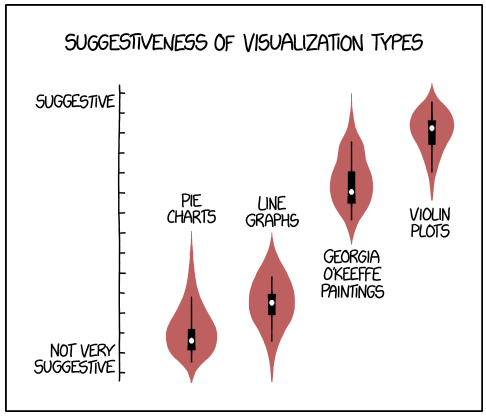 SUGGESTIVENESS OF VISUALIZATION TYPES
SUGGESTIVE
PIE
CHARTS
LINE
GRAPHS
GEORGIA
O'KEEFFE
PAINTINGS
VIOLIN
PLOTS
NOT VERY
SUGGESTIVE